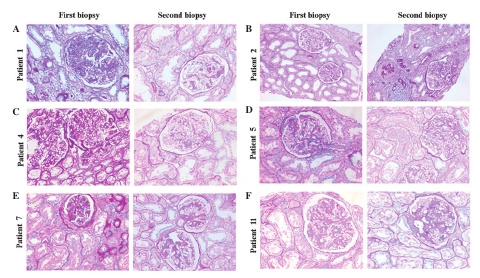 First biopsy Second biopsy First biopsy Second biopsy
A Patient 1 B Patient 2
C Patient 4 D Patient 5
E Patient 7 F Patient 11